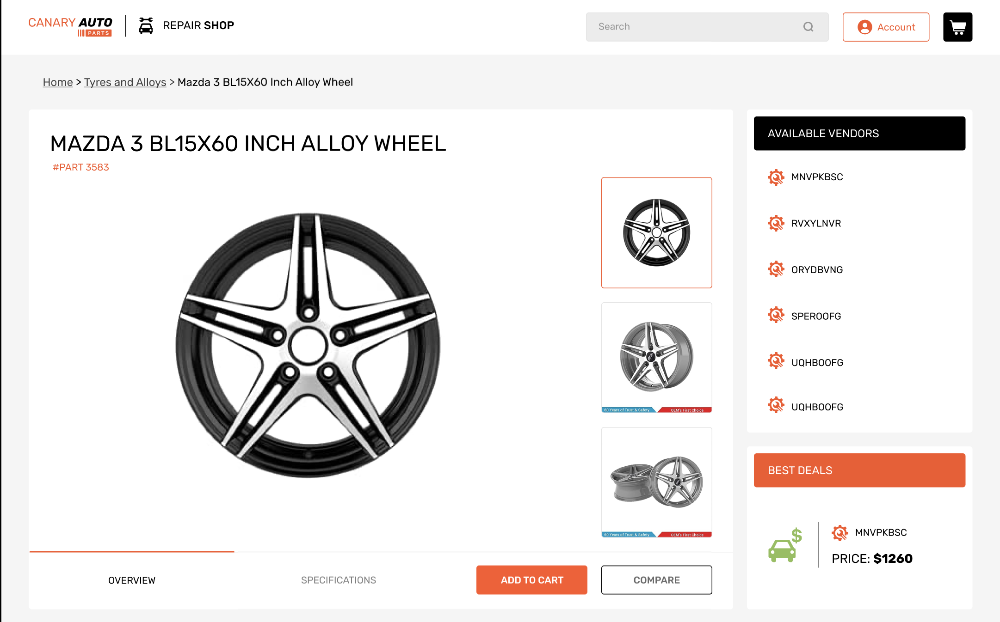 CANARY AUTO
PARTS
REPAIR SHOP
Search
Account
Home > Tyres and Alloys > Mazda 3 BL15X60 Inch Alloy Wheel
MAZDA 3 BL15X60 INCH ALLOY WHEEL
#PART 3583
60 Years of Trust & Safety
OEM's First Choice
60 Years of Trust & Safety
OEM's First Choice
OVERVIEW
SPECIFICATIONS
ADD TO CART
COMPARE
AVAILABLE VENDORS
MNVPKBSC
RVXYLNVR
ORYDBVNG
SPEROOFG
UQHBOOFG
UQHBOOFG
BEST DEALS
$
MNVPKBSC
PRICE: $1260